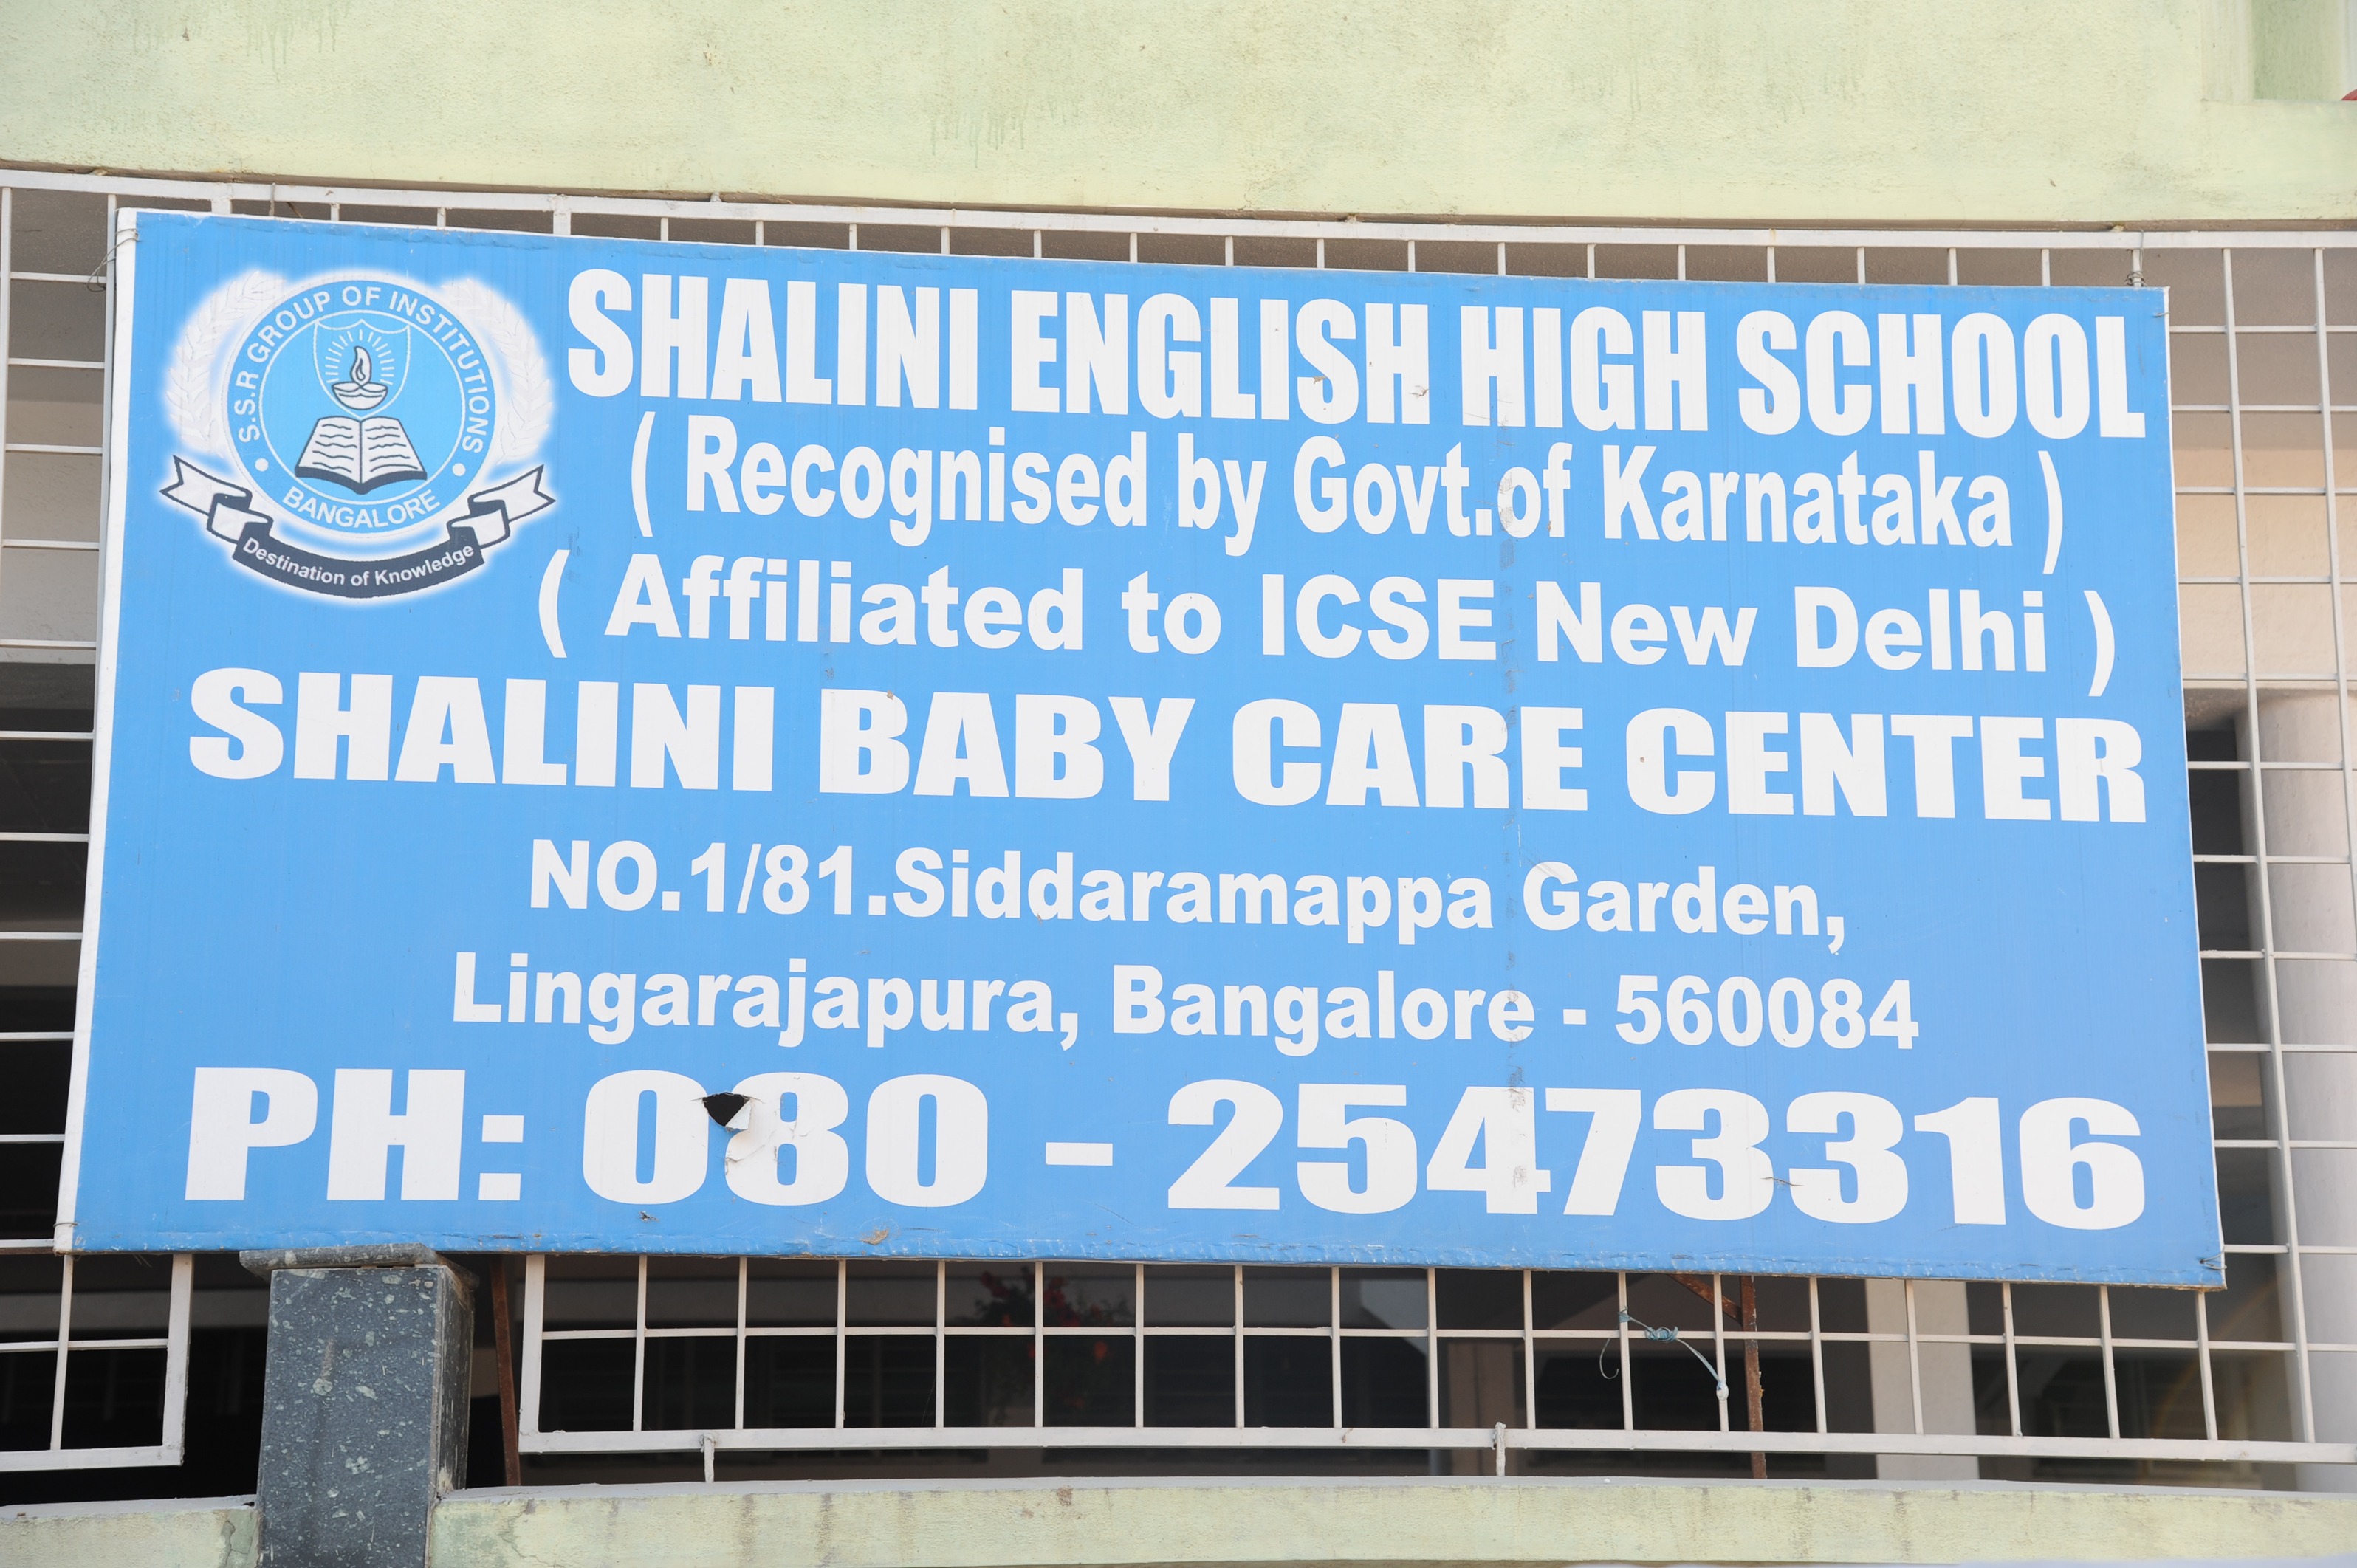 S.S.R GROUP OF INSTITUTIONS
BANGALORE
Destination of Knowledge
SHALINI ENGLISH HIGH SCHOOL
( Recognised by Govt.of Karnataka )
( Affiliated to ICSE New Delhi )
SHALINI BABY CARE CENTER
NO.1/81.Siddaramappa Garden,
Lingarajapura, Bangalore - 560084
PH: 080 - 25473316